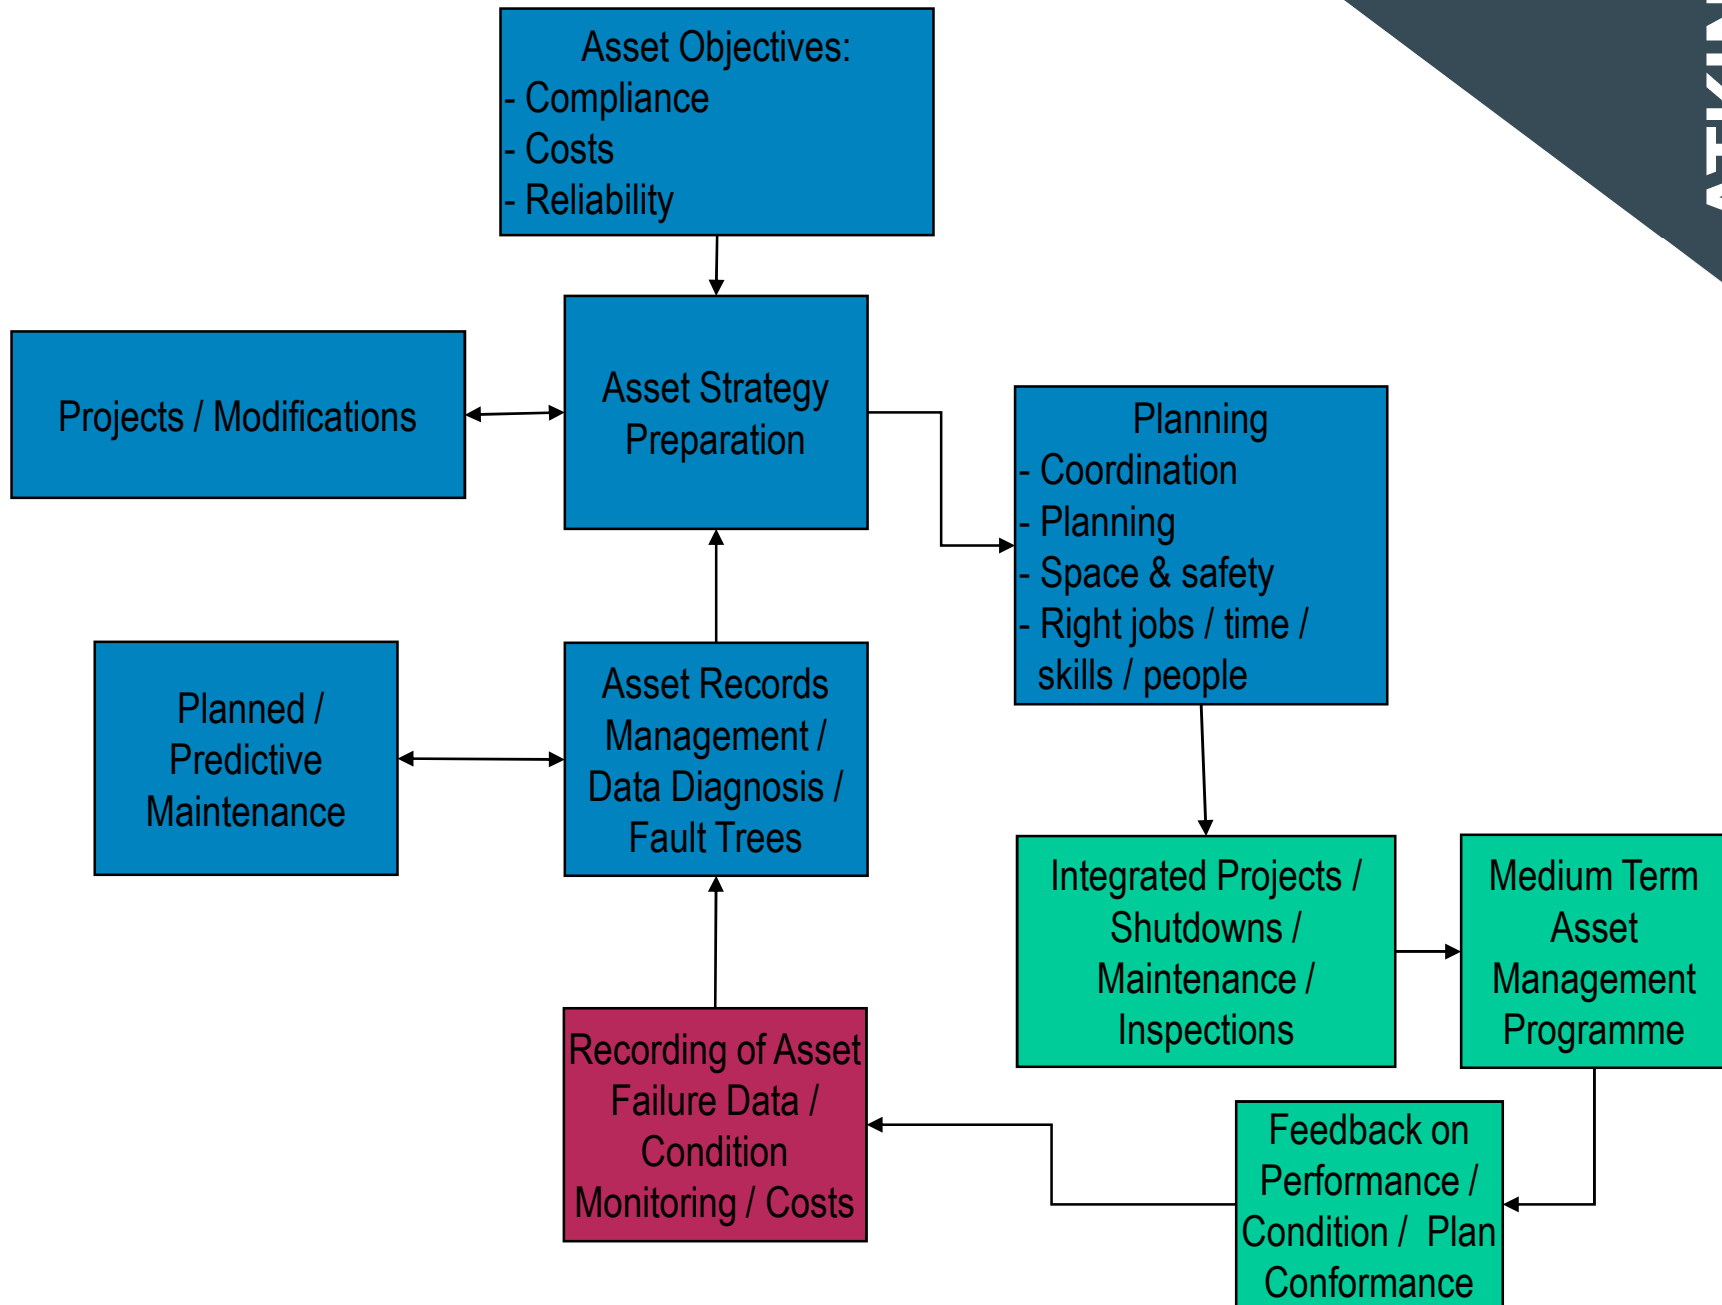 Asset Objectives:
- Compliance
- Costs
- Reliability
Projects / Modifications
Asset Strategy
Preparation
Planning
- Coordination
- Planning
- Space & safety
- Right jobs / time /
skills / people
Planned /
Predictive
Maintenance
Asset Records
Management /
Data Diagnosis /
Fault Trees
Integrated Projects /
Shutdowns /
Maintenance /
Inspections
Medium Term
Asset
Management
Programme
Recording of Asset
Failure Data /
Condition
Monitoring / Costs
Feedback on
Performance /
Condition / Plan
Conformance